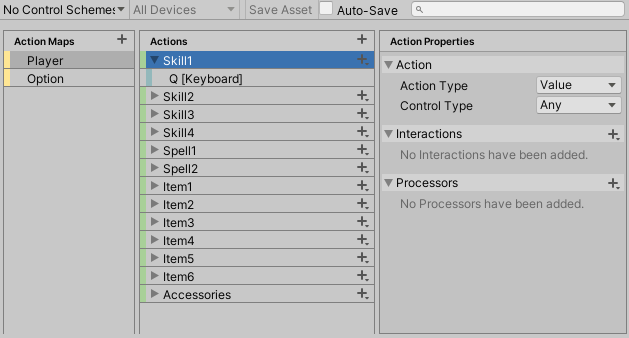 No Control Schemes All Devices Save Asset Auto-Save
Action Maps
Player
Option
Actions
Skill1
Q [Keyboard]
Skill2
Skill3
Skill4
Spell1
Spell2
Item1
Item2
Item3
Item4
Item5
Item6
Accessories
Action Properties
Action
Action Type Value
Control Type Any
Interactions
No Interactions have been added.
Processors
No Processors have been added.